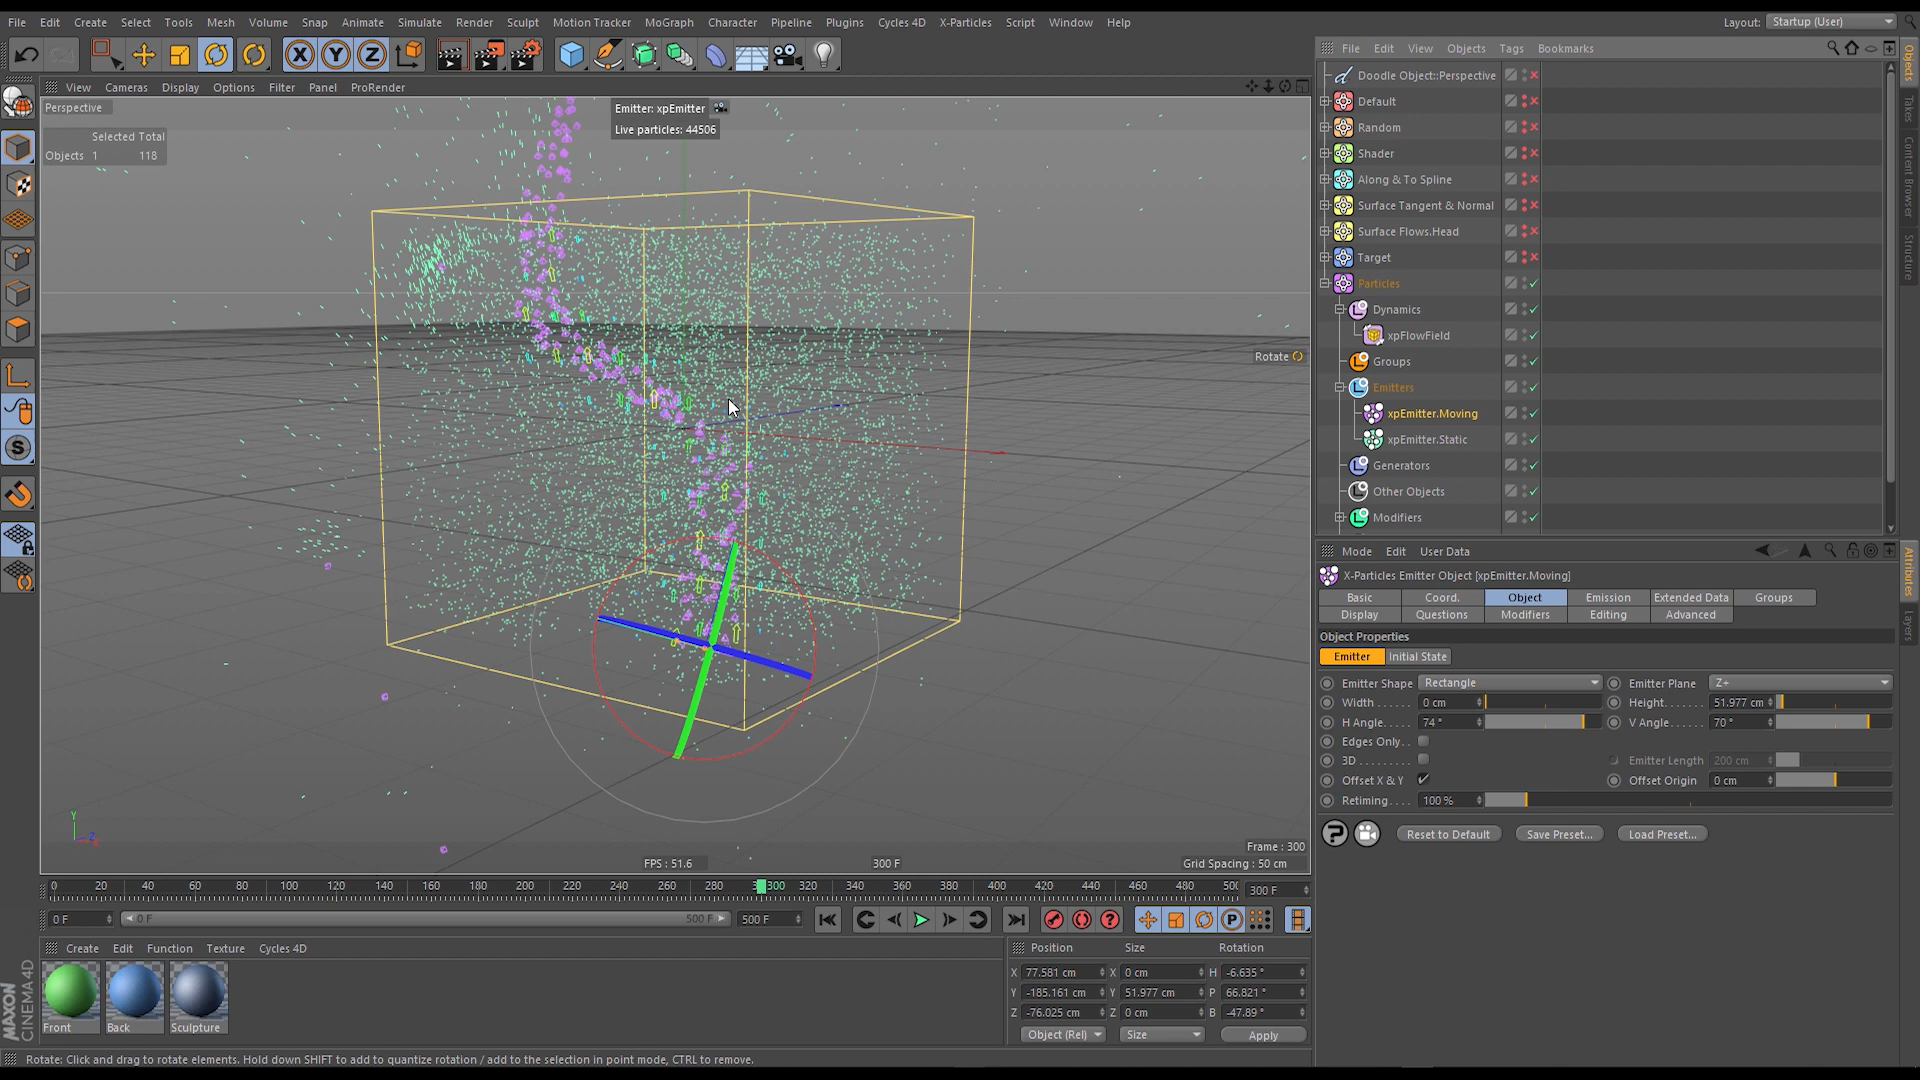 File Edit Create Select Tools Mesh Volume Snap Animate Simulate Render Sculpt Motion Tracker MoGraph Character Pipeline Plugins Cycles 4D X-Particles Script Window Help
Layout: Startup (User)
File Edit View Objects Tags Bookmarks
X Y Z
View Cameras Display Options Filter Panel ProRender
Perspective
Emitter: xpEmitter
Live particles: 44506
Selected Total
Objects 1 118
Rotate
Doodle Object::Perspective
Default
Random
Shader
Along & To Spline
Surface Tangent & Normal
Surface Flows.Head
Target
Particles
Dynamics
xpFlowField
Groups
Emitters
xpEmitter.Moving
xpEmitter.Static
Generators
Other Objects
Modifiers
Objects
Takes
Content Browser
Structure
Attributes
Layers
Mode Edit User Data
X-Particles Emitter Object [xpEmitter.Moving]
Basic Coord. Object Emission Extended Data Groups
Display Questions Modifiers Editing Advanced
Object Properties
Emitter Initial State
Emitter Shape Rectangle Emitter Plane Z+
Width . . . . . . 0 cm Height. . . . . . . 51.977 cm
H Angle. . . . . 74 ° V Angle. . . . . . 70 °
Edges Only. .
3D . . . . . . . . . Emitter Length 200 cm
Offset X & Y Offset Origin 0 cm
Retiming. . . . 100 %
Reset to Default Save Preset... Load Preset...
Y
Z
Frame : 300
FPS : 51.6 300 F Grid Spacing : 50 cm
0 20 40 60 80 100 120 140 160 180 200 220 240 260 280 300 320 340 360 380 400 420 440 460 480 500 300 F
0 F 0 F 500 F 500 F
P
Create Edit Function Texture Cycles 4D
Front Back Sculpture
MAXON
CINEMA 4D
Position Size Rotation
X 77.581 cm X 0 cm H -6.635 °
Y -185.161 cm Y 51.977 cm P 66.821 °
Z -76.025 cm Z 0 cm B -47.89 °
Object (Rel) Size Apply
Rotate: Click and drag to rotate elements. Hold down SHIFT to add to quantize rotation / add to the selection in point mode, CTRL to remove.